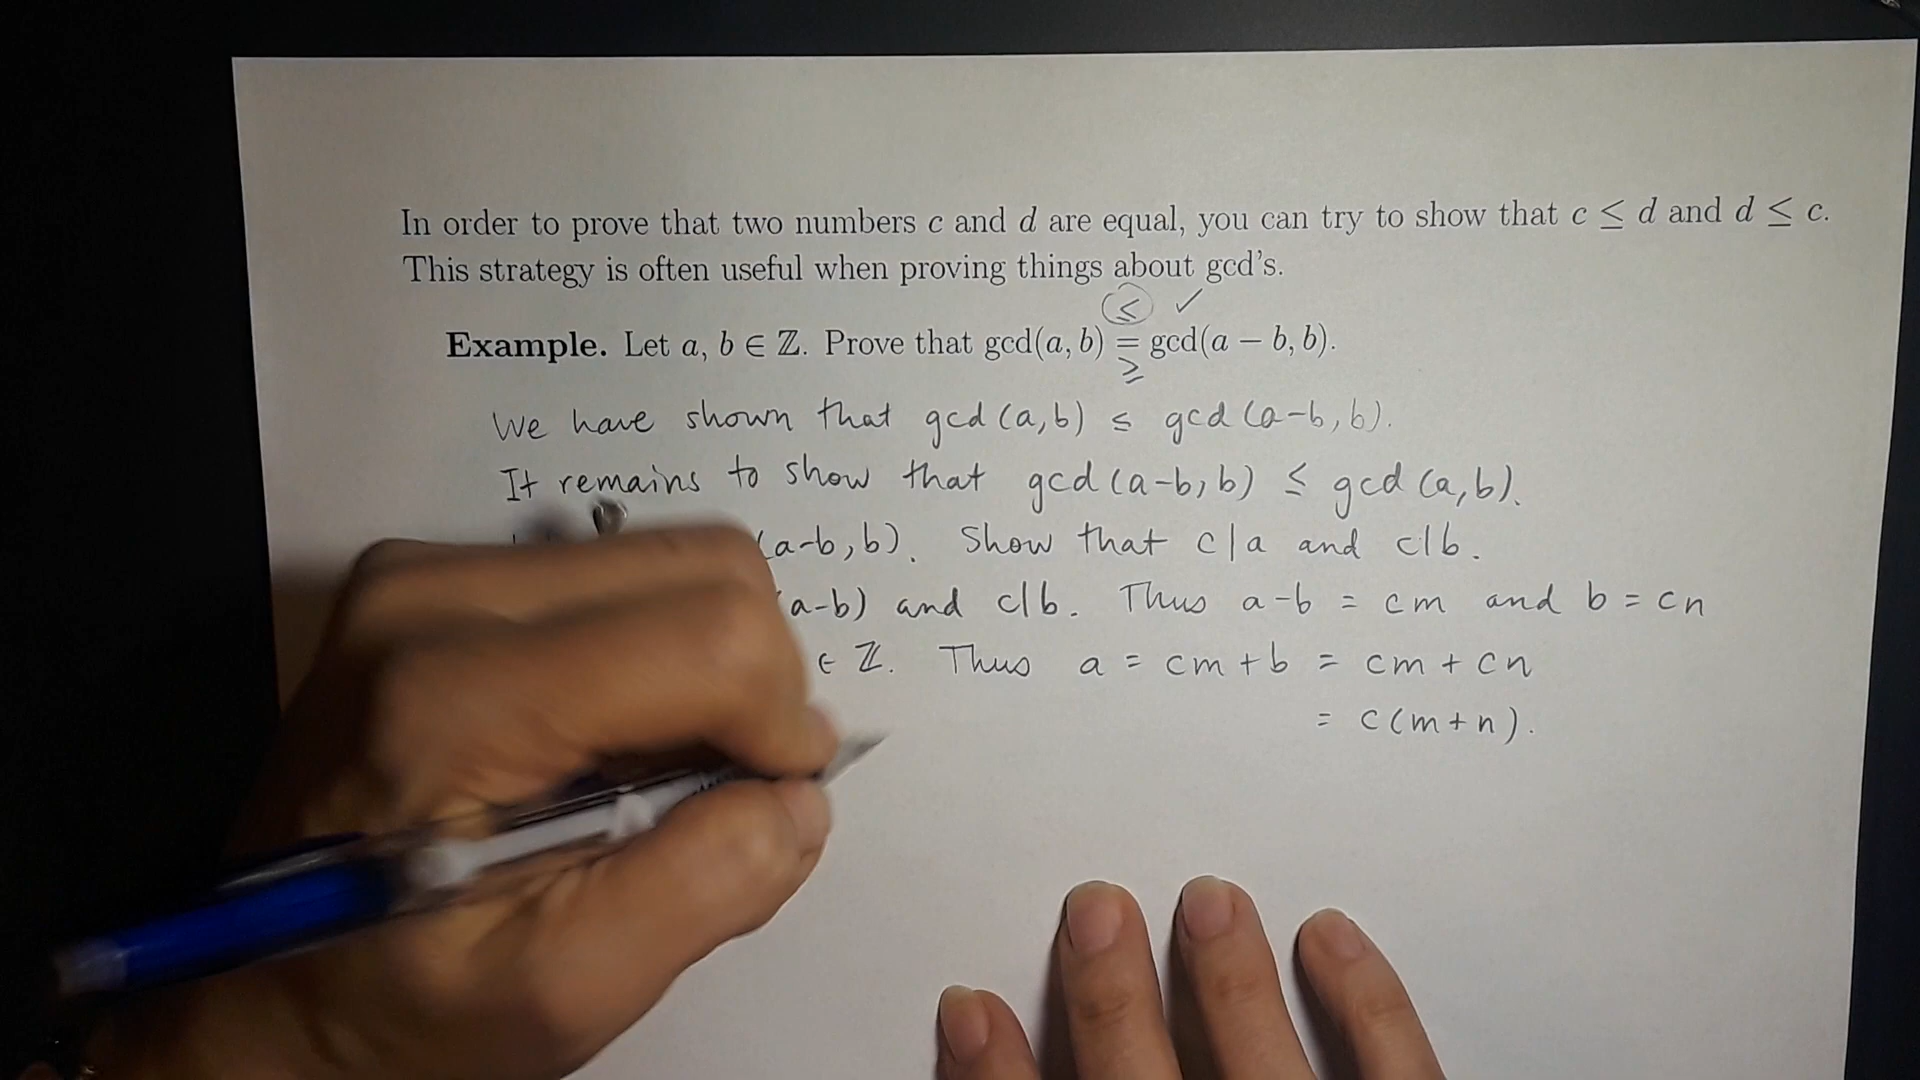 In order to prove that two numbers c and d are equal, you can try to show that c ≤ d and d ≤ c.
This strategy is often useful when proving things about gcd's.
≤ ✓
Example. Let a, b ∈ ℤ. Prove that gcd(a, b) = gcd(a − b, b).
≥
We have shown that gcd(a,b) ≤ gcd(a-b,b).
It remains to show that gcd(a-b,b) ≤ gcd(a,b).
(a-b,b). Show that c|a and c|b.
(a-b) and c|b. Thus a-b = cm and b = cn
∈ ℤ. Thus a = cm+b = cm + cn
= c(m+n).